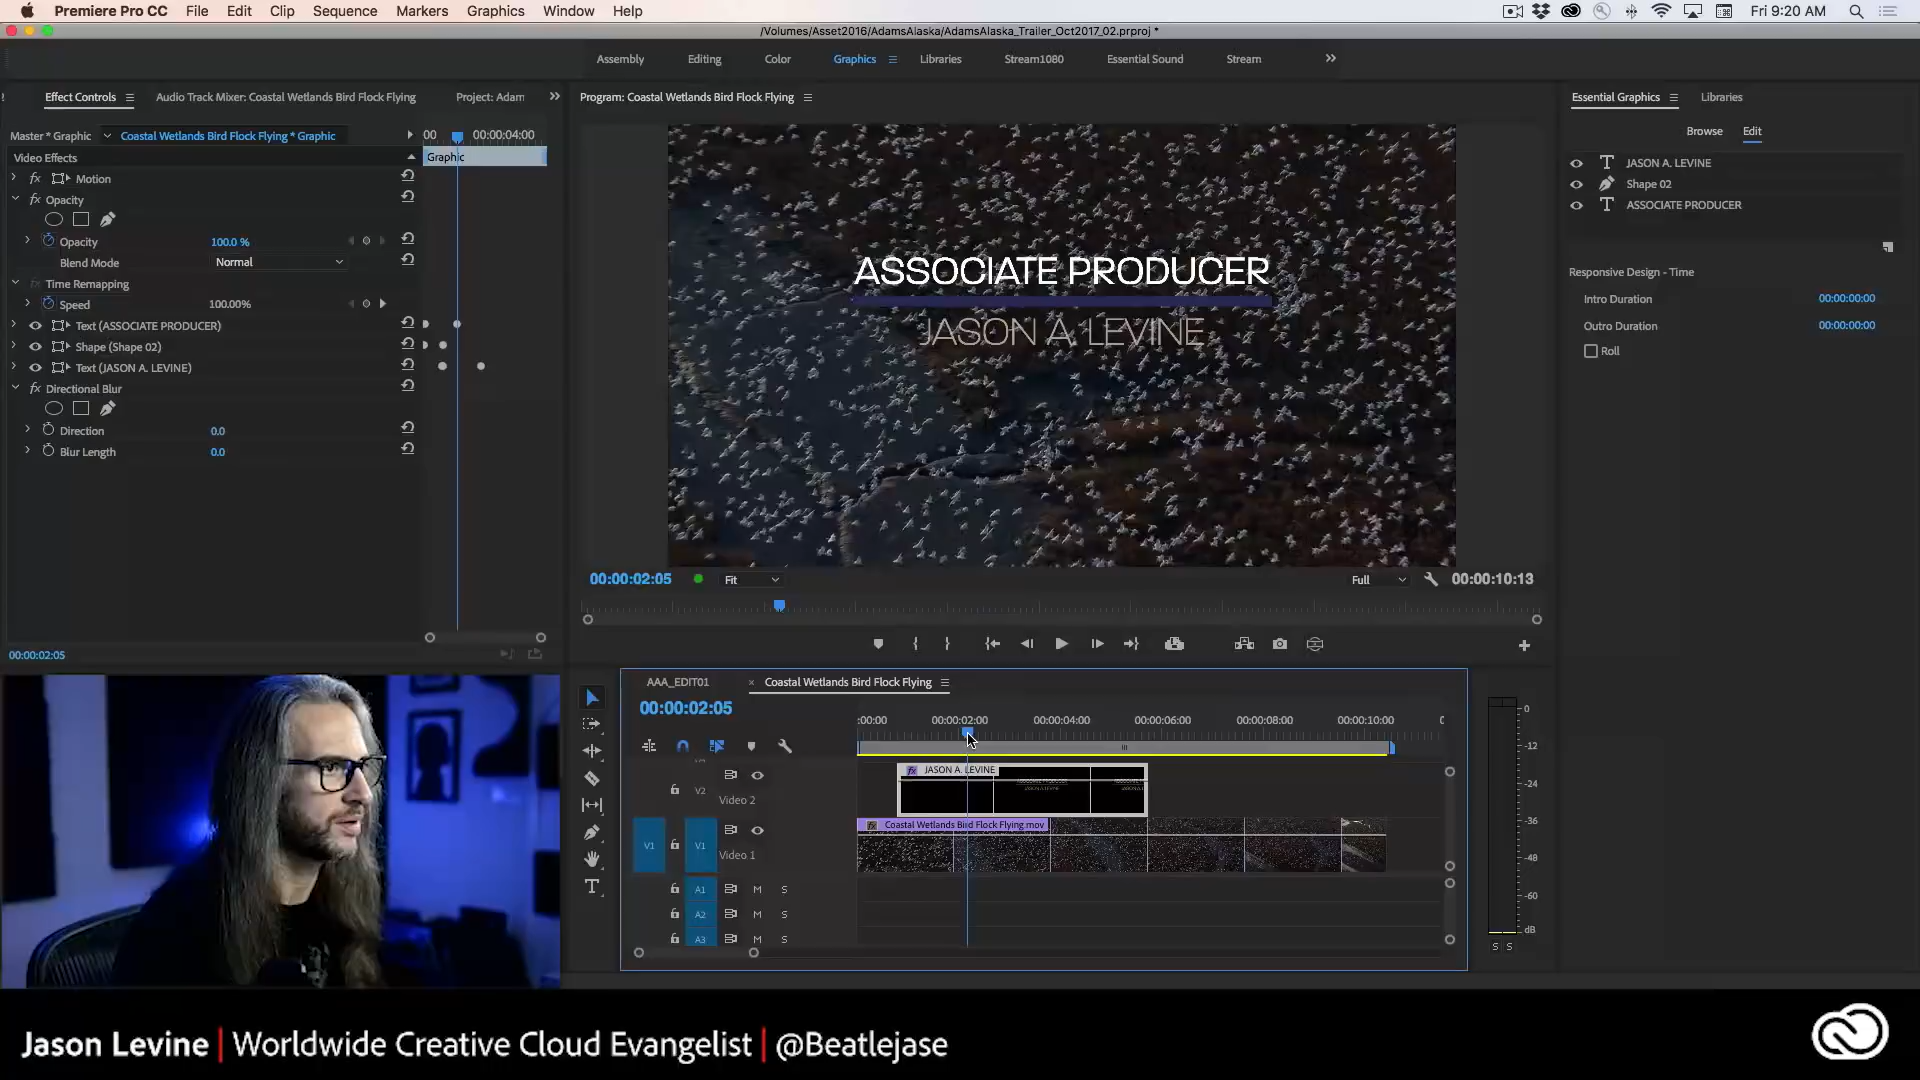 Premiere Pro CC File Edit Clip Sequence Markers Graphics Window Help Fri 9:20 AM
/Volumes/Asset2016/AdamsAlaska/AdamsAlaska_Trailer_Oct2017_02.prproj *
Assembly Editing Color Graphics Libraries Stream1080 Essential Sound Stream
Effect Controls Audio Track Mixer: Coastal Wetlands Bird Flock Flying Project: Adam
Program: Coastal Wetlands Bird Flock Flying
Essential Graphics Libraries
Browse Edit
Master * Graphic Coastal Wetlands Bird Flock Flying * Graphic
00 00:00:04:00
Video Effects
Graphic
Motion
Opacity
Opacity 100.0 %
Blend Mode Normal
Time Remapping
Speed 100.00%
Text (ASSOCIATE PRODUCER)
Shape (Shape 02)
Text (JASON A. LEVINE)
Directional Blur
Direction 0.0
Blur Length 0.0
00:00:02:05
ASSOCIATE PRODUCER
JASON A. LEVINE
00:00:02:05 Fit Full 00:00:10:13
JASON A. LEVINE
Shape 02
ASSOCIATE PRODUCER
Responsive Design - Time
Intro Duration 00:00:00:00
Outro Duration 00:00:00:00
Roll
AAA_EDIT01 Coastal Wetlands Bird Flock Flying
00:00:02:05
:00:00 00:00:02:00 00:00:04:00 00:00:06:00 00:00:08:00 00:00:10:00 0
JASON A. LEVINE
V2 Video 2
Coastal Wetlands Bird Flock Flying.mov
V1 V1 Video 1
A1 M S
A2 M S
A3 M S
0
-12
-24
-36
-48
-60
dB
S S
Jason Levine | Worldwide Creative Cloud Evangelist | @Beatlejase